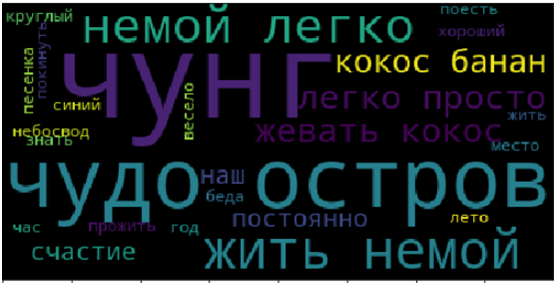 круглый
поесть
немой легко
хороший
покинуть
песенка
чунг
кокос банан
синий
легко просто
весело
жить
небосвод
жевать кокос
знать
место
чудо остров
наш
беда
постоянно
лето
час
прожить
год
счастие
жить немой